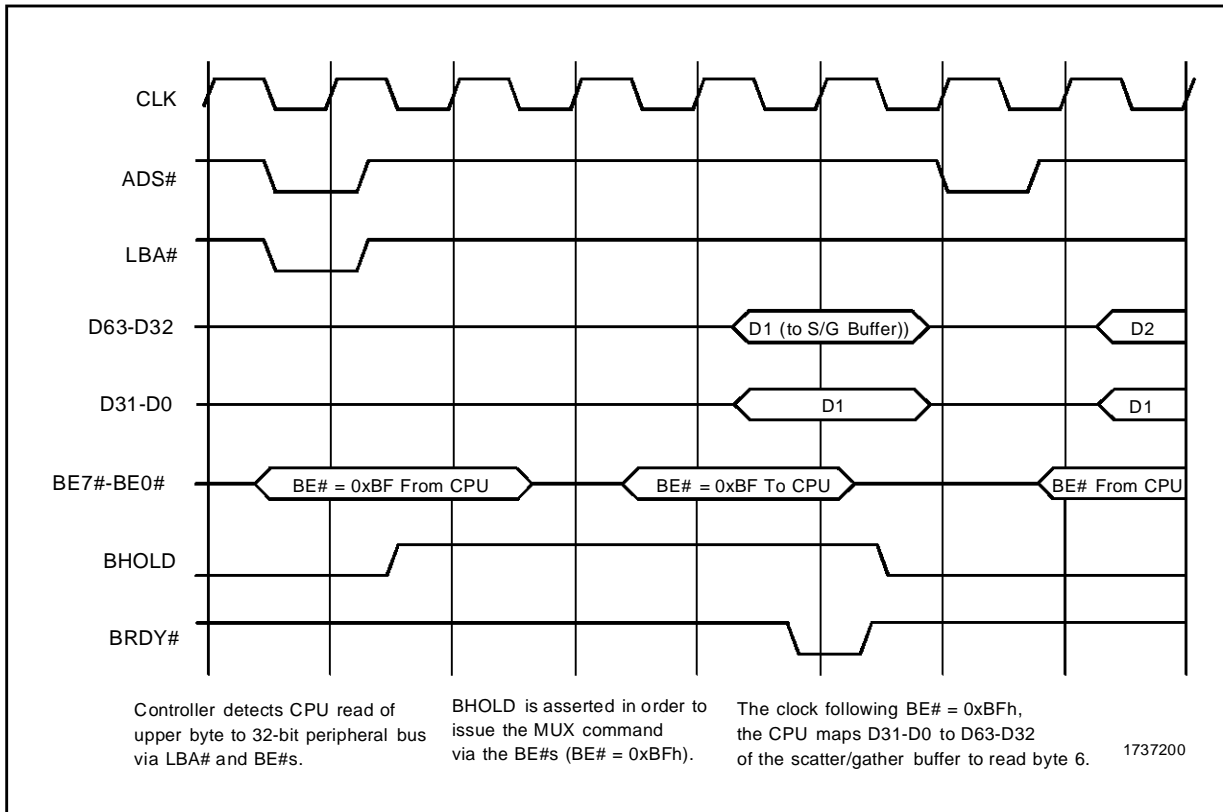 CLK
ADS#
LBA#
D63-D32
D1 (to S/G Buffer))
D2
D31-D0
D1
D1
BE7#-BE0#
BE# = 0xBF From CPU
BE# = 0xBF To CPU
BE# From CPU
BHOLD
BRDY#
Controller detects CPU read of
upper byte to 32-bit peripheral bus
via LBA# and BE#s.
BHOLD is asserted in order to
issue the MUX command
via the BE#s (BE# = 0xBFh).
The clock following BE# = 0xBFh,
the CPU maps D31-D0 to D63-D32
of the scatter/gather buffer to read byte 6.
1737200